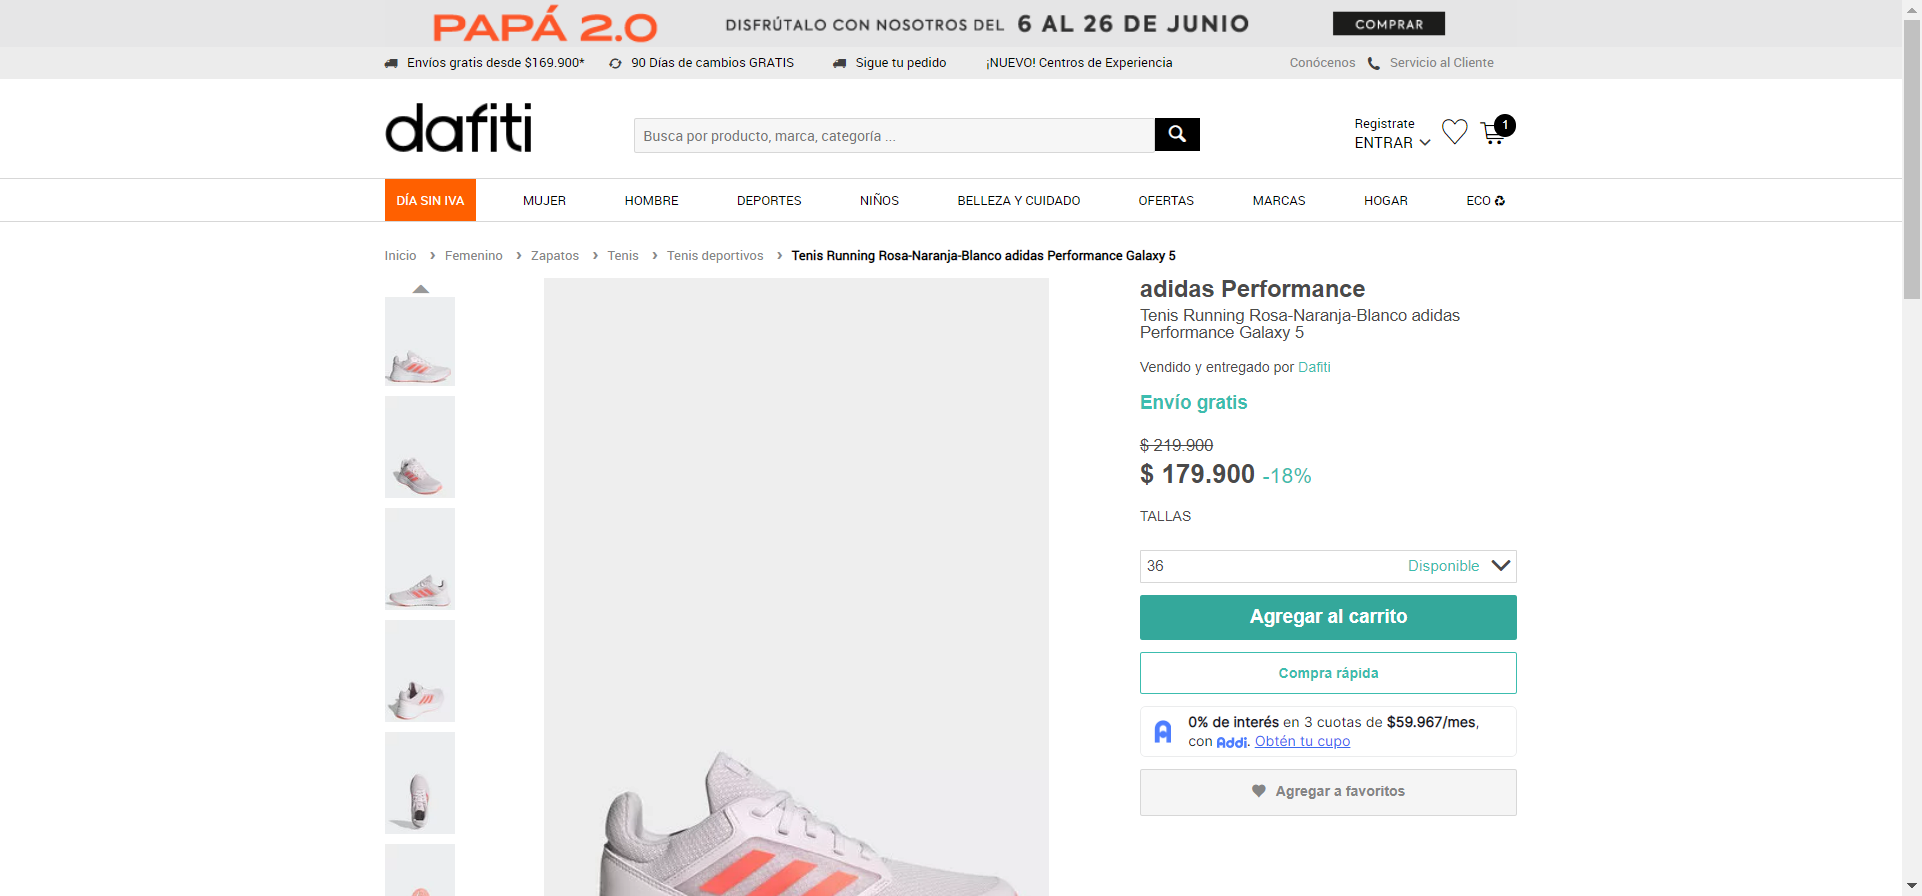 PAPÁ 2.0 DISFRÚTALO CON NOSOTROS DEL 6 AL 26 DE JUNIO COMPRAR
Envíos gratis desde $169.900* 90 Días de cambios GRATIS Sigue tu pedido ¡NUEVO! Centros de Experiencia Conócenos Servicio al Cliente
dafiti
Busca por producto, marca, categoría ...
Registrate
ENTRAR
1
DÍA SIN IVA MUJER HOMBRE DEPORTES NIÑOS BELLEZA Y CUIDADO OFERTAS MARCAS HOGAR ECO
Inicio › Femenino › Zapatos › Tenis › Tenis deportivos › Tenis Running Rosa-Naranja-Blanco adidas Performance Galaxy 5
adidas Performance
Tenis Running Rosa-Naranja-Blanco adidas
Performance Galaxy 5
Vendido y entregado por Dafiti
Envío gratis
$ 219.900
$ 179.900 -18%
TALLAS
36 Disponible
Agregar al carrito
Compra rápida
0% de interés en 3 cuotas de $59.967/mes,
con Addi. Obtén tu cupo
Agregar a favoritos